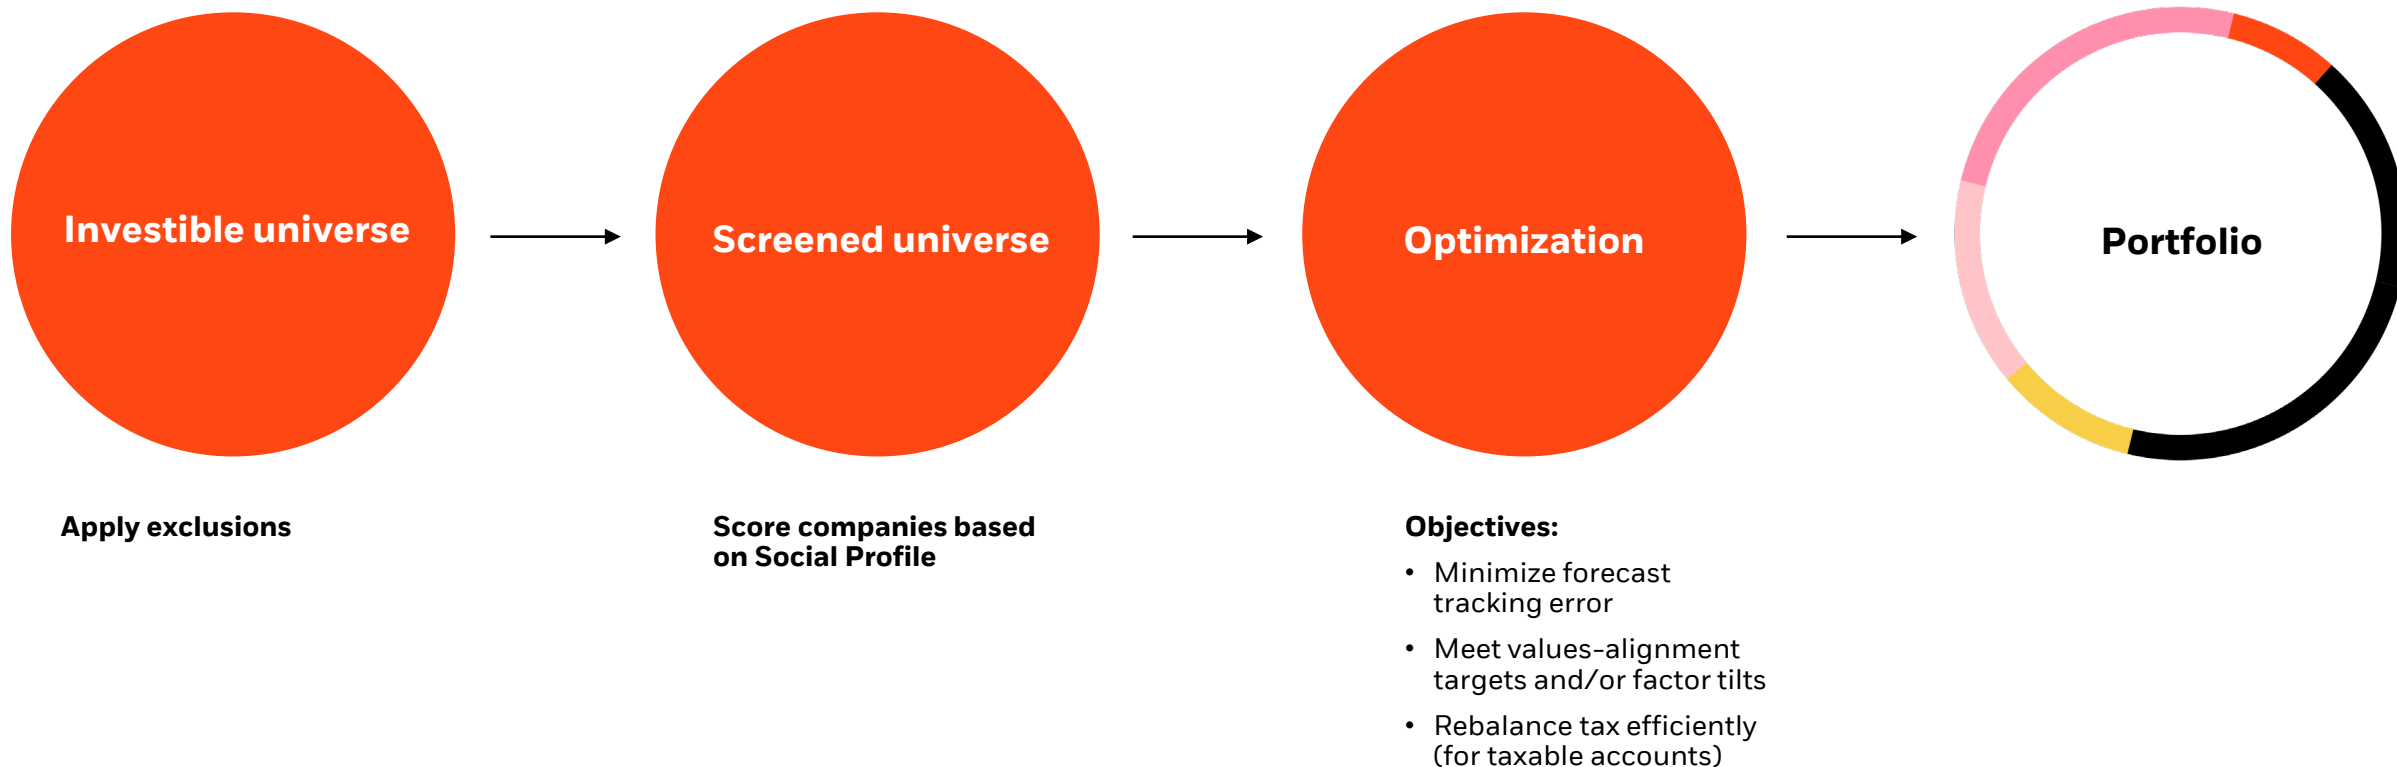 Investible universe
Screened universe
Optimization
Portfolio
Apply exclusions
Score companies based
on Social Profile
Objectives:
• Minimize forecast
tracking error
• Meet values-alignment
targets and/or factor tilts
• Rebalance tax efficiently
(for taxable accounts)